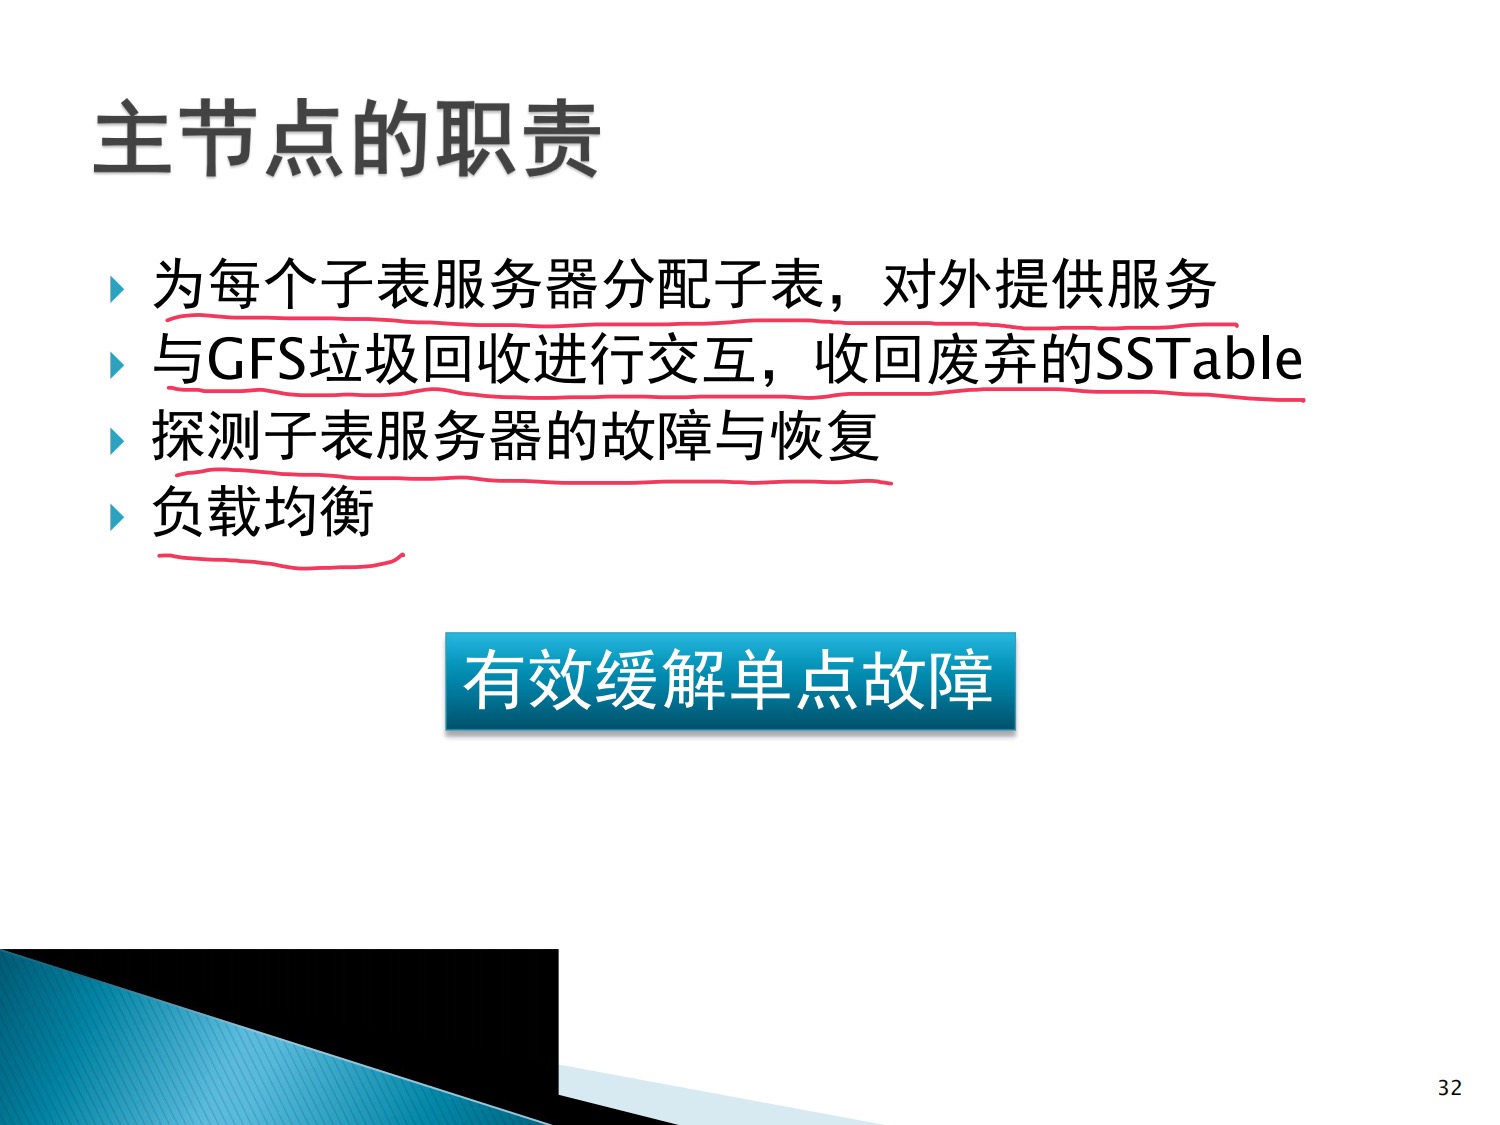 主节点的职责
为每个子表服务器分配子表，对外提供服务
与GFS垃圾回收进行交互，收回废弃的SSTable
探测子表服务器的故障与恢复
负载均衡
有效缓解单点故障
32